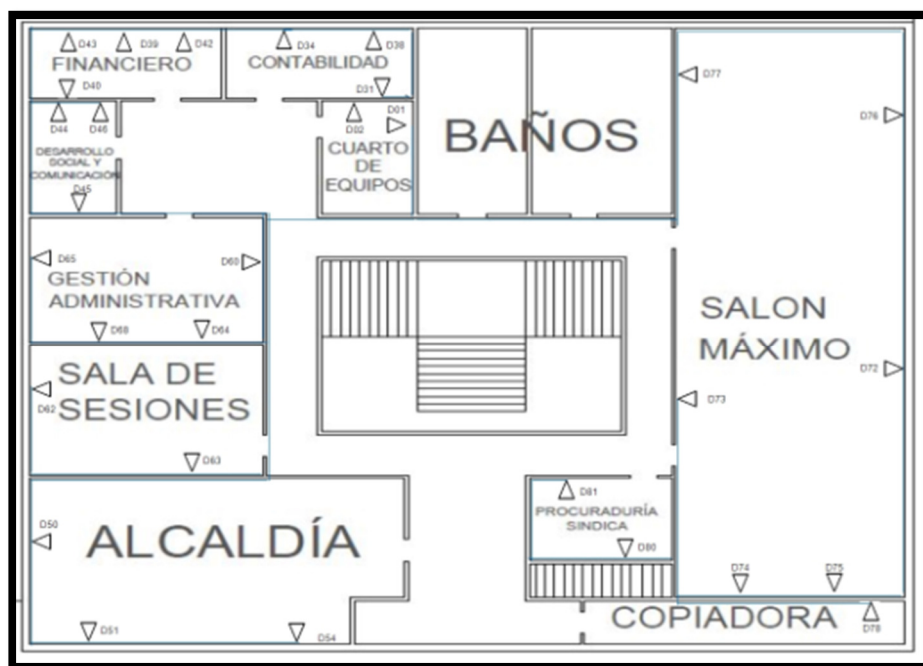 D43
D39
D42
FINANCIERO
D40
D34
D38
CONTABILIDAD
D31
D44
D46
DESARROLLO
SOCIAL Y
COMUNICACIÓN
D45
D01
D02
CUARTO
DE
EQUIPOS
BAÑOS
D77
D76
D65
D60
GESTIÓN
ADMINISTRATIVA
D68
D64
SALON
MÁXIMO
D72
D73
SALA DE
SESIONES
D62
D63
D50
ALCALDÍA
D51
D54
D81
PROCURADURÍA
SINDICA
D80
D74
D75
COPIADORA
D78